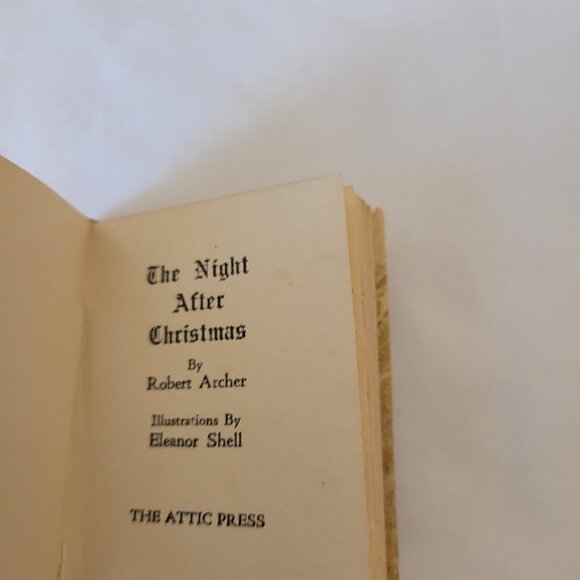 The Night
After
Christmas
By
Robert Archer
Illustrations By
Eleanor Shell
THE ATTIC PRESS